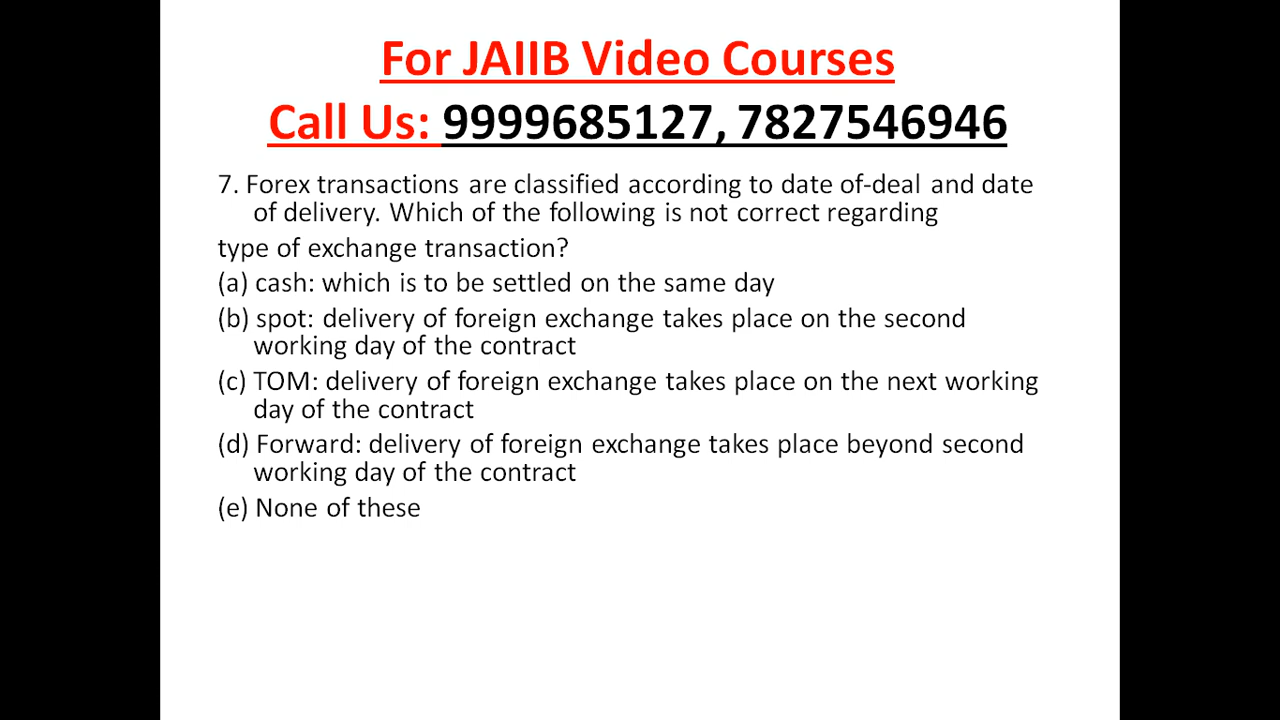 For JAIIB Video Courses
Call Us: 9999685127, 7827546946
7. Forex transactions are classified according to date of-deal and date
of delivery. Which of the following is not correct regarding
type of exchange transaction?
(a) cash: which is to be settled on the same day
(b) spot: delivery of foreign exchange takes place on the second
working day of the contract
(c) TOM: delivery of foreign exchange takes place on the next working
day of the contract
(d) Forward: delivery of foreign exchange takes place beyond second
working day of the contract
(e) None of these